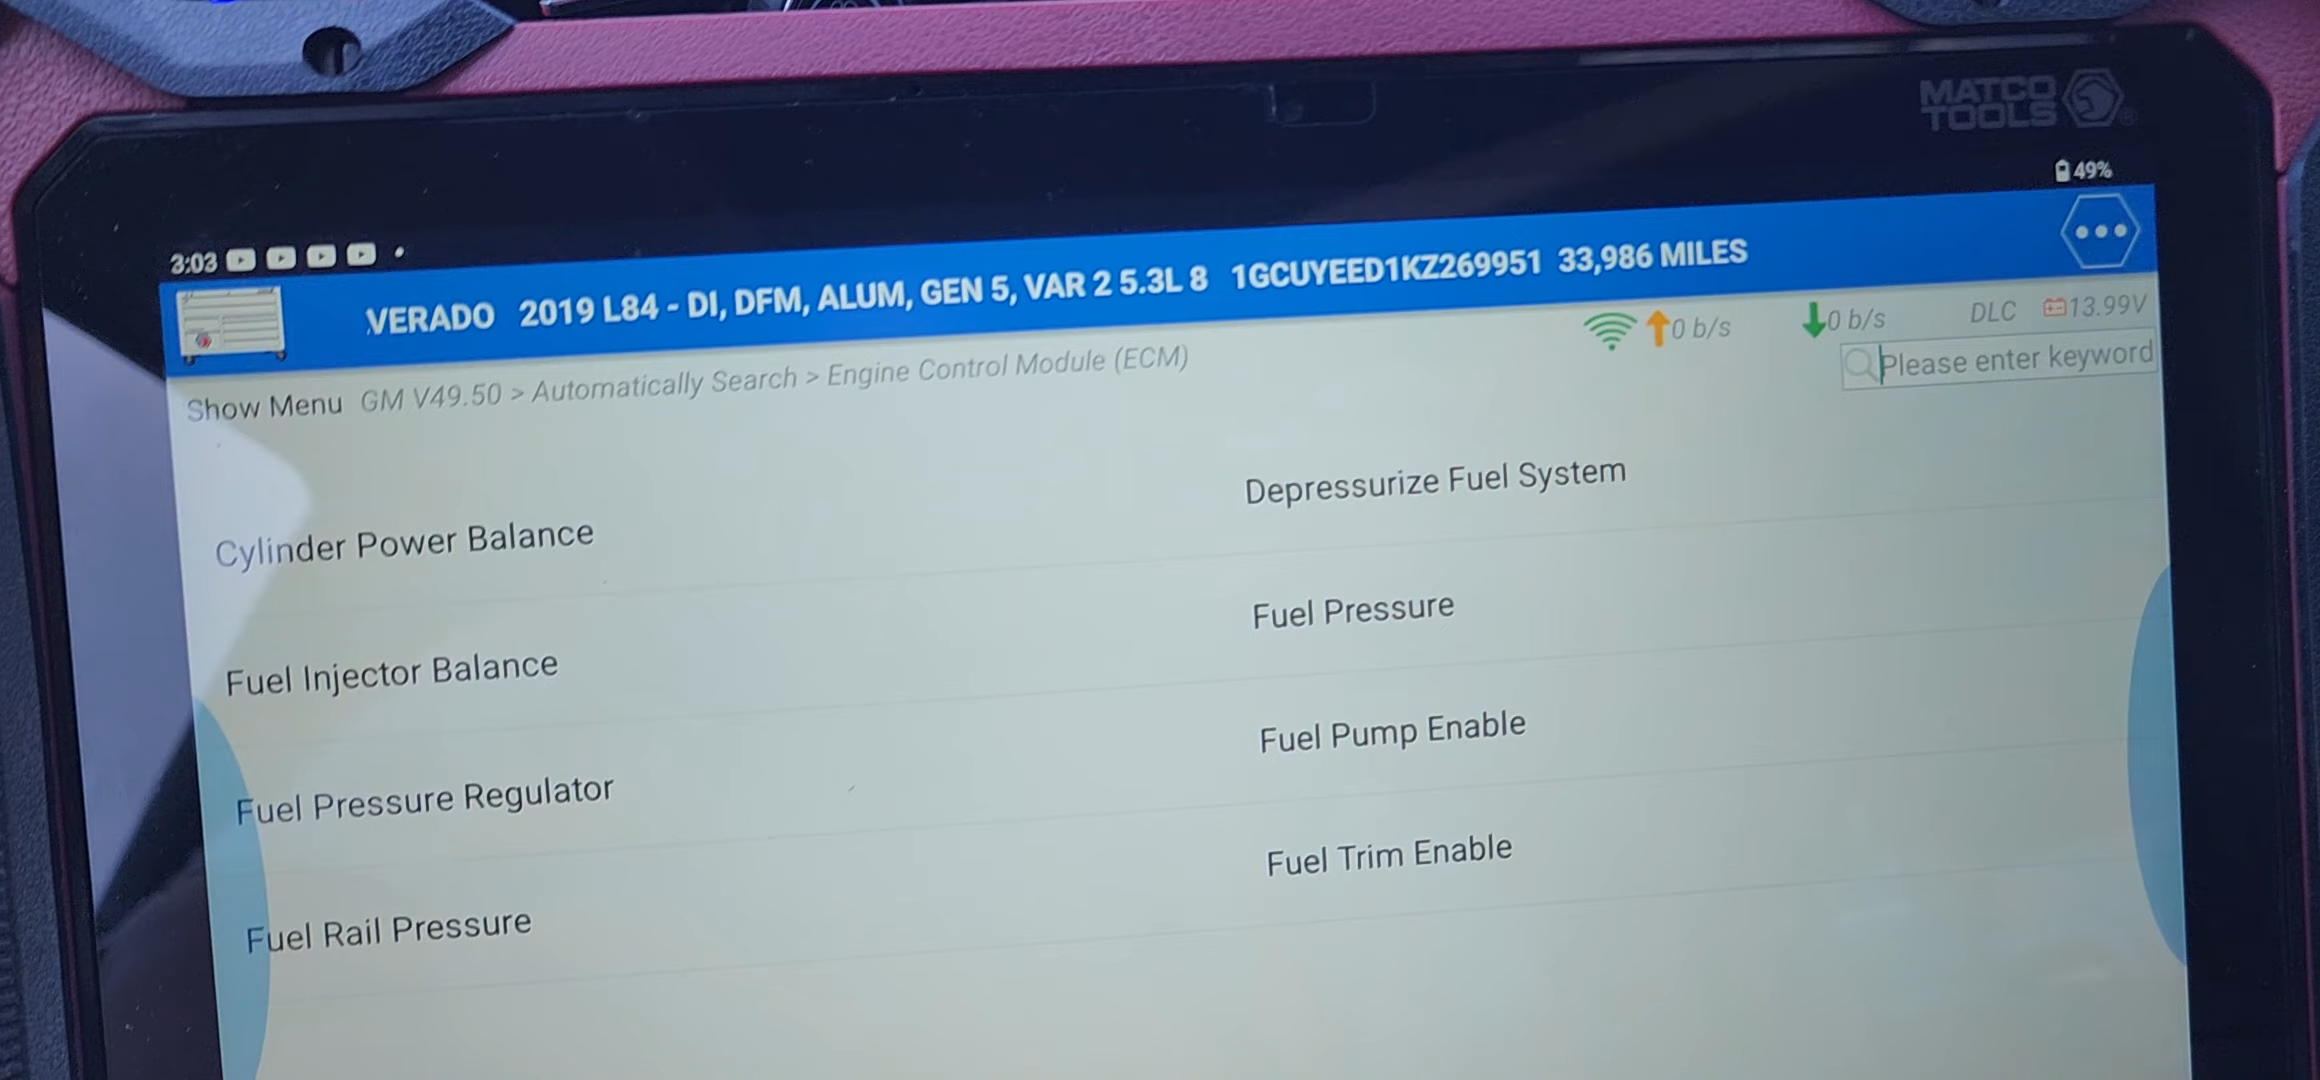 MATCO
TOOLS
49%
3:03
VERADO 2019 L84 - DI, DFM, ALUM, GEN 5, VAR 2 5.3L 8 1GCUYEED1KZ269951 33,986 MILES
0 b/s 0 b/s DLC 13.99V
Show Menu GM V49.50 > Automatically Search > Engine Control Module (ECM)
Please enter keyword
Cylinder Power Balance
Depressurize Fuel System
Fuel Injector Balance
Fuel Pressure
Fuel Pressure Regulator
Fuel Pump Enable
Fuel Rail Pressure
Fuel Trim Enable